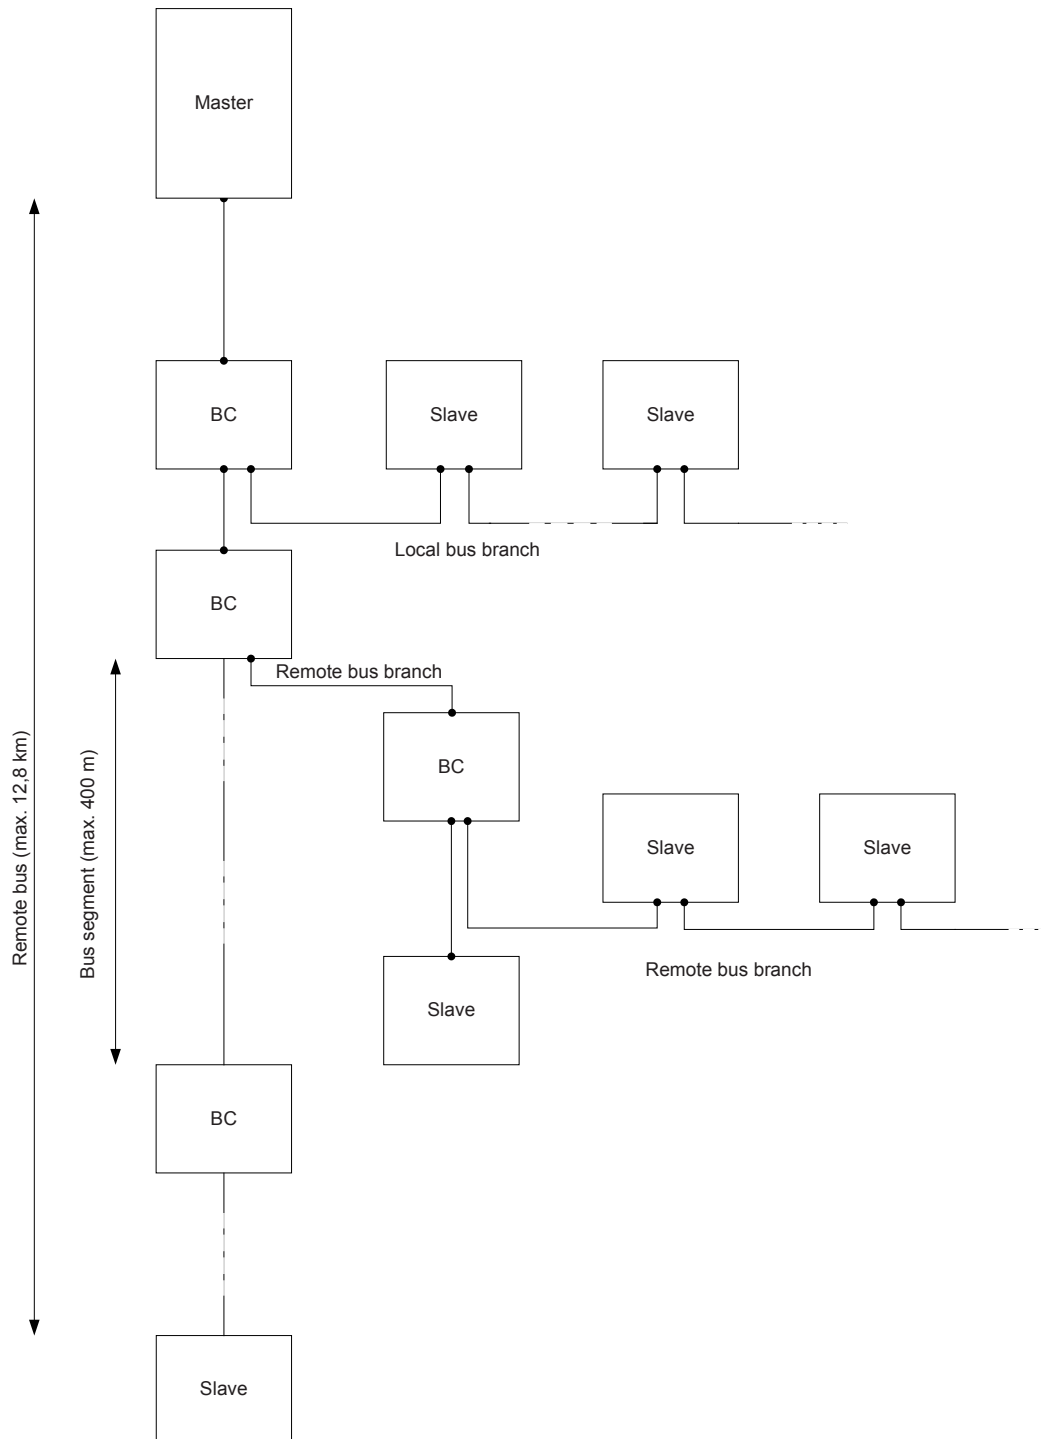 Master
BC
Slave
Slave
Local bus branch
BC
Remote bus branch
BC
Remote bus (max. 12,8 km)
Bus segment (max. 400 m)
Slave
Slave
Remote bus branch
Slave
BC
Slave